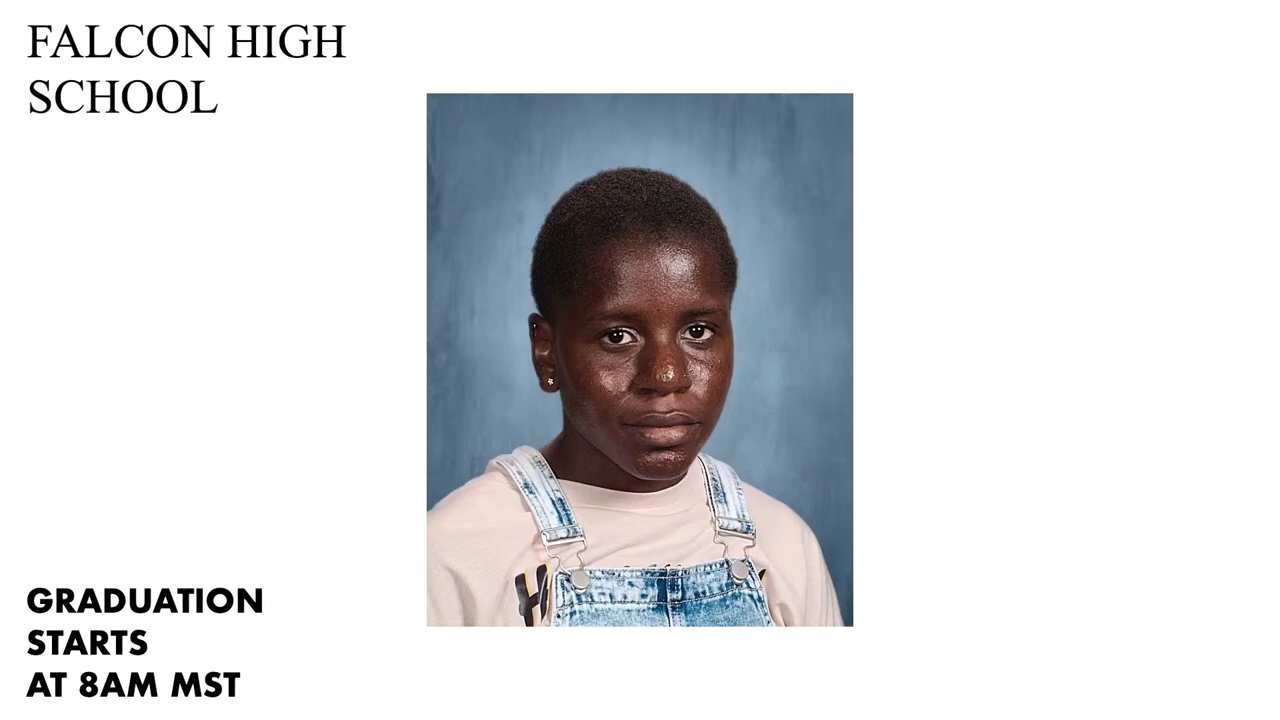 FALCON HIGH
SCHOOL
GRADUATION
STARTS
AT 8AM MST